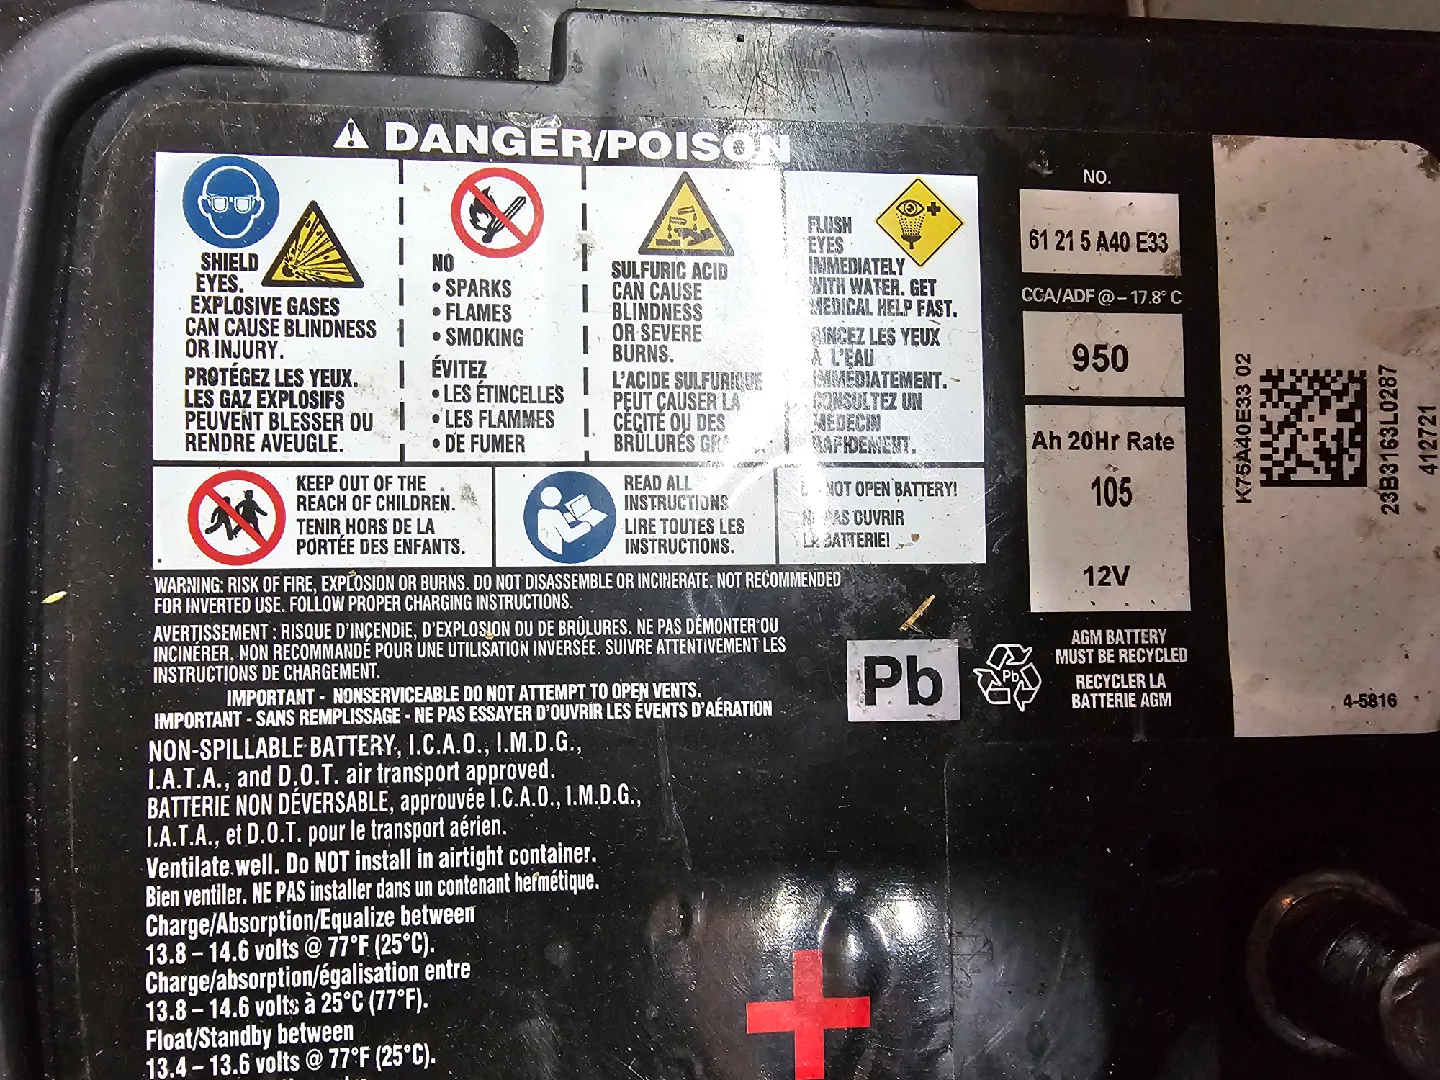 DANGER/POISON
SHIELD
EYES.
EXPLOSIVE GASES
CAN CAUSE BLINDNESS
OR INJURY.
PROTÉGEZ LES YEUX.
LES GAZ EXPLOSIFS
PEUVENT BLESSER OU
RENDRE AVEUGLE.
NO
• SPARKS
• FLAMES
• SMOKING
ÉVITEZ
• LES ÉTINCELLES
• LES FLAMMES
• DE FUMER
SULFURIC ACID
CAN CAUSE
BLINDNESS
OR SEVERE
BURNS.
L'ACIDE SULFURIQUE
PEUT CAUSER LA
CÉCITÉ OU DES
BRÛLURES
FLUSH
EYES
IMMEDIATELY
WITH WATER. GET
MEDICAL HELP FAST.
RINCEZ LES YEUX
À L'EAU
IMMÉDIATEMENT.
CONSULTEZ UN
MÉDECIN
RAPIDEMENT.
KEEP OUT OF THE
REACH OF CHILDREN.
TENIR HORS DE LA
PORTÉE DES ENFANTS.
READ ALL
INSTRUCTIONS
LIRE TOUTES LES
INSTRUCTIONS.
NOT OPEN BATTERY!
PAS OUVRIR
LA BATTERIE!
WARNING: RISK OF FIRE, EXPLOSION OR BURNS. DO NOT DISASSEMBLE OR INCINERATE. NOT RECOMMENDED
FOR INVERTED USE. FOLLOW PROPER CHARGING INSTRUCTIONS.
AVERTISSEMENT : RISQUE D'INCENDIE, D'EXPLOSION OU DE BRÛLURES. NE PAS DÉMONTER OU
INCINÉRER. NON RECOMMANDÉ POUR UNE UTILISATION INVERSÉE. SUIVRE ATTENTIVEMENT LES
INSTRUCTIONS DE CHARGEMENT.
IMPORTANT - NONSERVICEABLE DO NOT ATTEMPT TO OPEN VENTS.
IMPORTANT - SANS REMPLISSAGE - NE PAS ESSAYER D'OUVRIR LES ÉVENTS D'AÉRATION
NON-SPILLABLE BATTERY, I.C.A.O., I.M.D.G.,
I.A.T.A., and D.O.T. air transport approved.
BATTERIE NON DÉVERSABLE, approuvée I.C.A.O., I.M.D.G.,
I.A.T.A., et D.O.T. pour le transport aérien.
Ventilate well. Do NOT install in airtight container.
Bien ventiler. NE PAS installer dans un contenant hermétique.
Charge/Absorption/Equalize between
13.8 – 14.6 volts @ 77°F (25°C).
Charge/absorption/égalisation entre
13.8 – 14.6 volts à 25°C (77°F).
Float/Standby between
13.4 – 13.6 volts @ 77°F (25°C).
NO.
61 21 5 A40 E33
CCA/ADF @ – 17.8° C
950
Ah 20Hr Rate
105
12V
Pb
Pb
AGM BATTERY
MUST BE RECYCLED
RECYCLER LA
BATTERIE AGM
K75A40E33 02
23B3163L0287
412721
4-5816